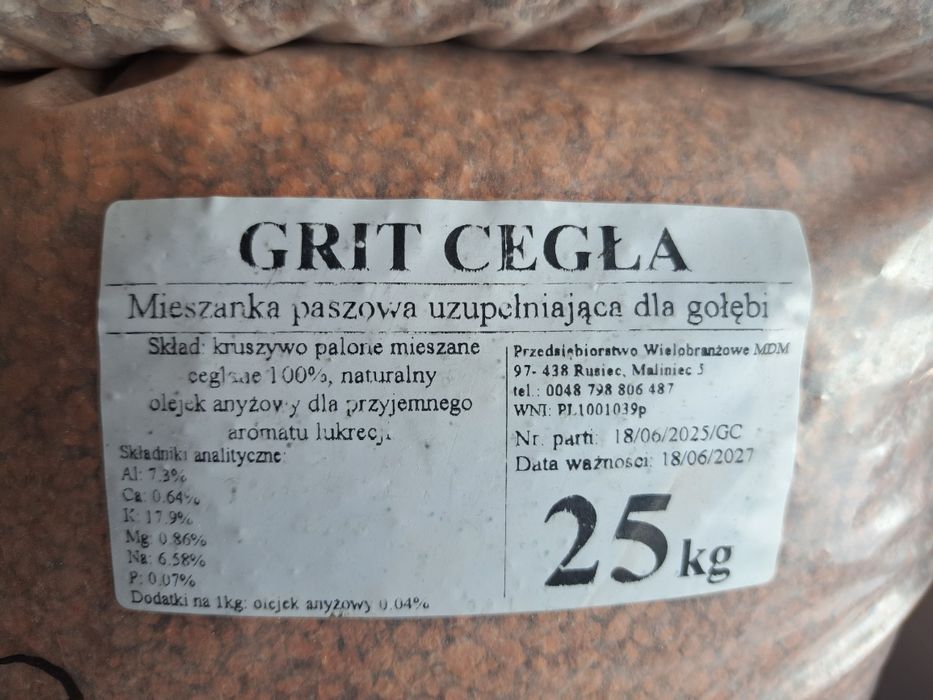 GRIT CEGŁA
Mieszanka paszowa uzupełniająca dla gołębi
Skład: kruszywo palone mieszane
ceglane 100%, naturalny
olejek anyżowy dla przyjemnego
aromatu lukrecji.
Składniki analityczne:
Al: 7.3%
Ca: 0.64%
K: 17.9%
Mg: 0.86%
Na: 6.58%
P: 0.07%
Dodatki na 1kg: olejek anyżowy 0.04%
Przedsiębiorstwo Wielobranżowe MDM
97- 438 Rusiec, Maliniec 5
tel.: 0048 798 806 487
WNI: PL1001039p
Nr. parti: 18/06/2025/GC
Data ważności: 18/06/2027
25 kg